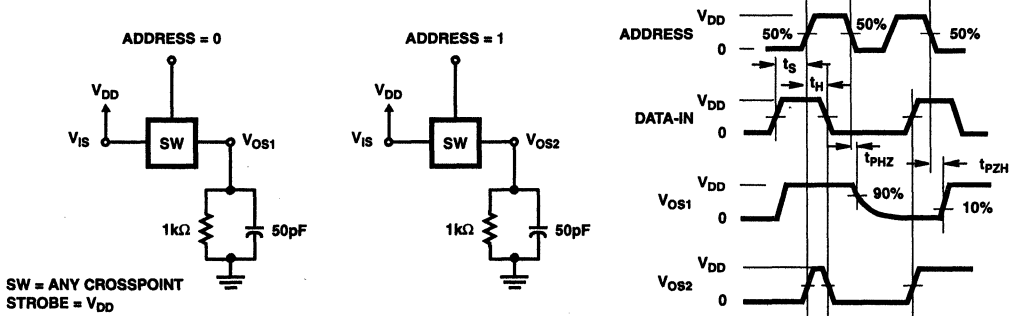 ADDRESS = 0
V_DD
V_IS
SW
V_OS1
1kΩ
50pF
SW = ANY CROSSPOINT
STROBE = V_DD
ADDRESS = 1
V_DD
V_IS
SW
V_OS2
1kΩ
50pF
ADDRESS
V_DD
0
50%
50%
50%
t_S
t_H
DATA-IN
V_DD
0
t_PHZ
t_PZH
V_OS1
V_DD
0
90%
10%
V_OS2
V_DD
0